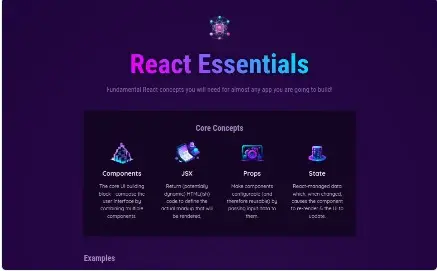 React Essentials
Fundamental React concepts you will need for almost any app you are going to build!
Core Concepts
Components
The core UI building
block - compose the
user interface by
combining multiple
components.
JSX
Return (potentially
dynamic) HTML(ish)
code to define the
actual markup that will
be rendered.
Props
Make components
configurable (and
therefore reusable) by
passing input data to
them.
State
React-managed data
which, when changed,
causes the component
to re-render & the UI to
update.
Examples